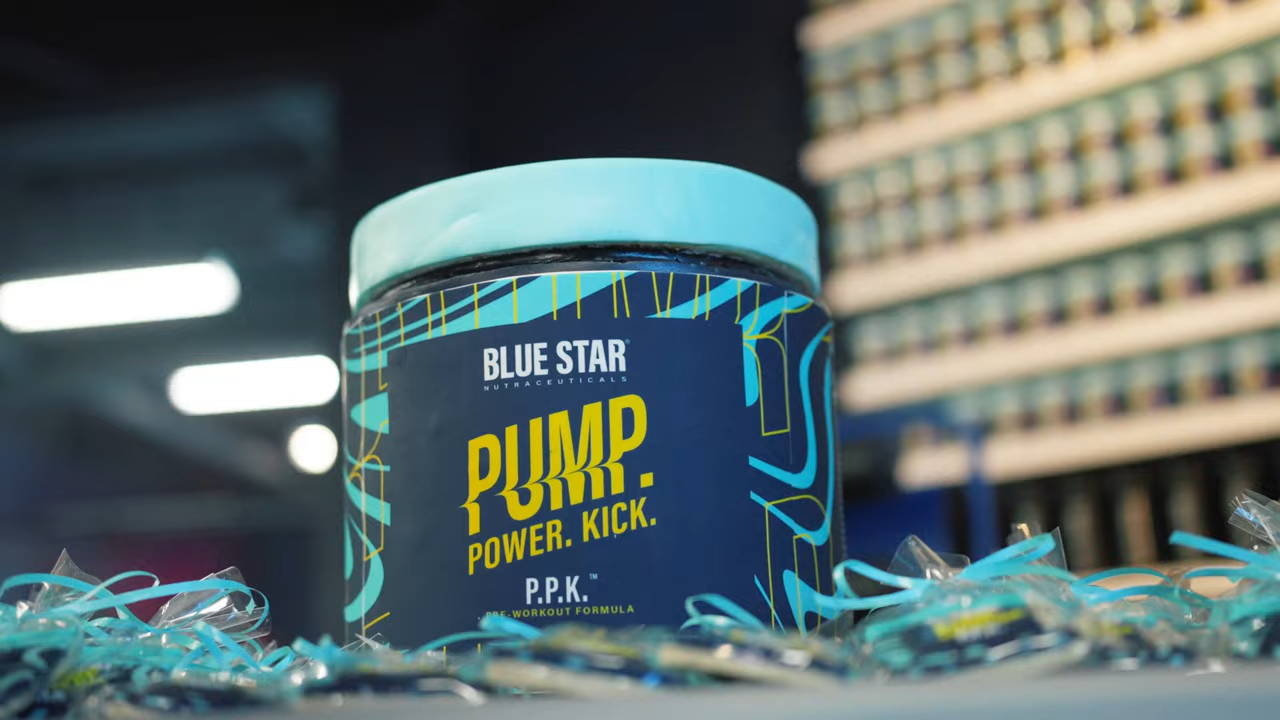 BLUE STAR®
NUTRACEUTICALS
PUMP.
POWER. KICK.
P.P.K.™
PRE-WORKOUT FORMULA